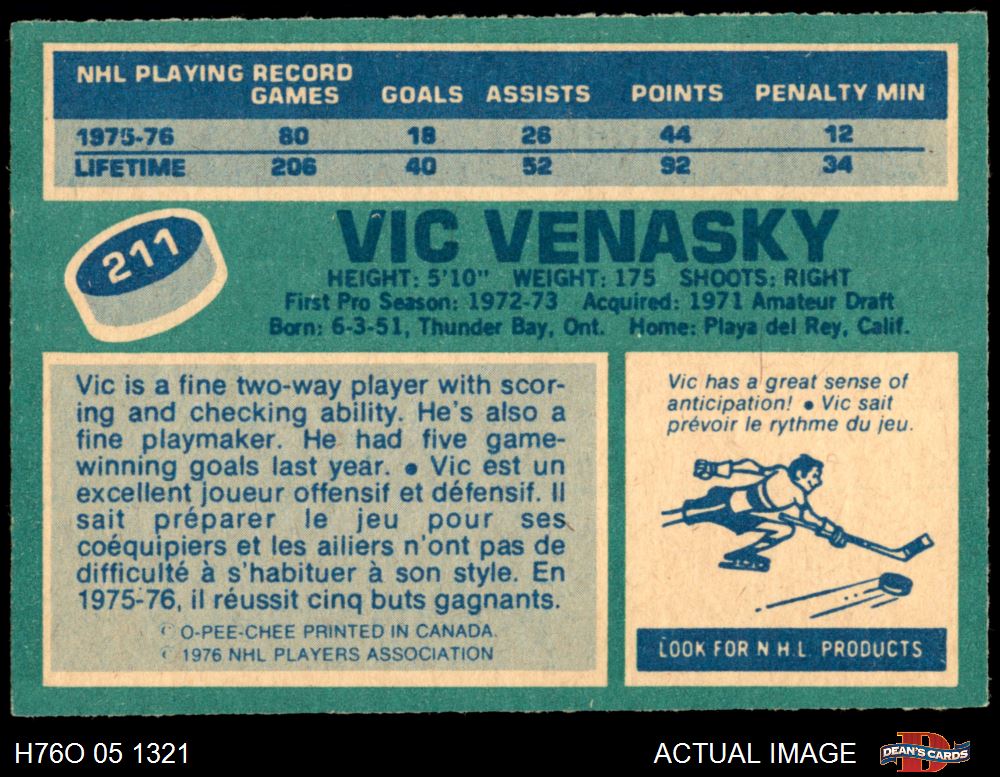 NHL PLAYING RECORD
GAMES GOALS ASSISTS POINTS PENALTY MIN
1975-76 80 18 26 44 12
LIFETIME 206 40 52 92 34
211
VIC VENASKY
HEIGHT: 5'10" WEIGHT: 175 SHOOTS: RIGHT
First Pro Season: 1972-73 Acquired: 1971 Amateur Draft
Born: 6-3-51, Thunder Bay, Ont. Home: Playa del Rey, Calif.
Vic is a fine two-way player with scor-
ing and checking ability. He's also a
fine playmaker. He had five game-
winning goals last year. • Vic est un
excellent joueur offensif et défensif. Il
sait préparer le jeu pour ses
coéquipiers et les ailiers n'ont pas de
difficulté à s'habituer à son style. En
1975-76, il réussit cinq buts gagnants.
© O-PEE-CHEE PRINTED IN CANADA.
© 1976 NHL PLAYERS ASSOCIATION
Vic has a great sense of
anticipation! • Vic sait
prévoir le rythme du jeu.
LOOK FOR N H L PRODUCTS
H76O 05 1321
ACTUAL IMAGE
DEAN'S CARDS